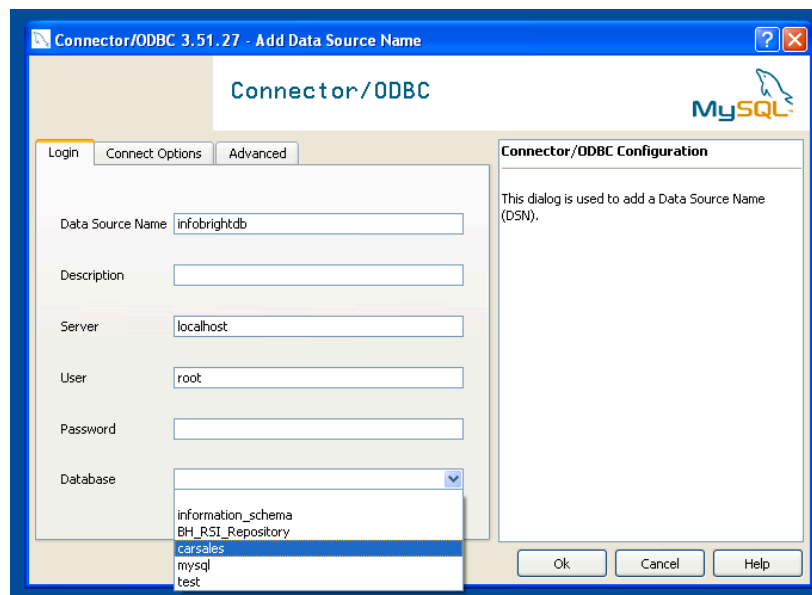 Connector/ODBC 3.51.27 - Add Data Source Name
Connector/ODBC
MySQL
Login
Connect Options
Advanced
Data Source Name infobrightdb
Description
Server localhost
User root
Password
Database
information_schema
BH_RSI_Repository
carsales
mysql
test
Connector/ODBC Configuration
This dialog is used to add a Data Source Name
(DSN).
Ok
Cancel
Help